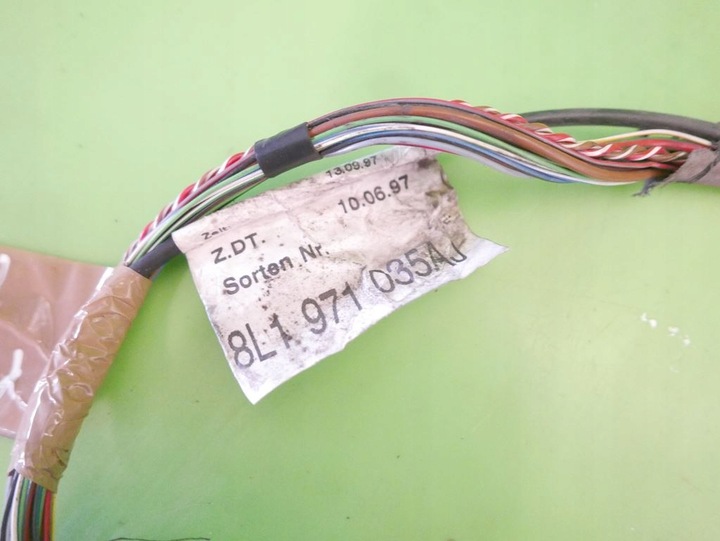 13.09.97
10.06.97
Z.DT.
Sorten Nr.
8L1 971 035AJ